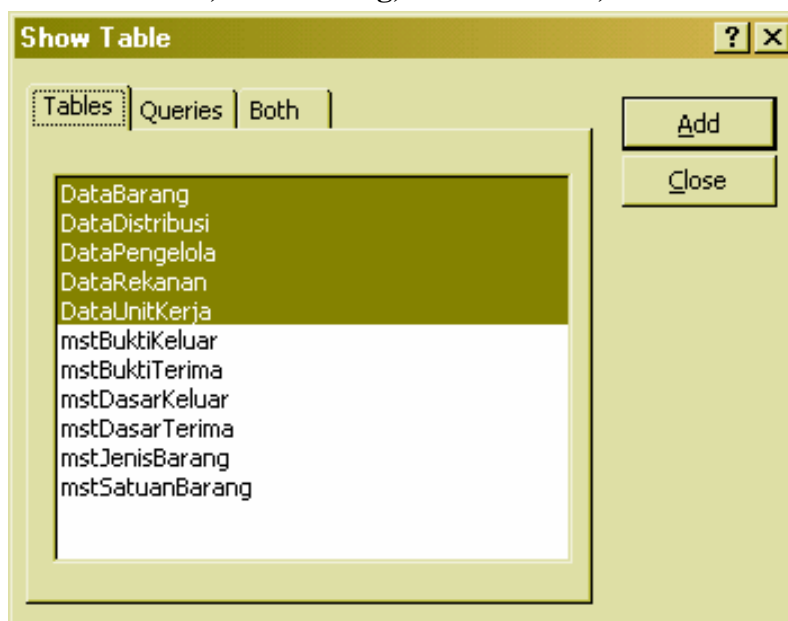 Show Table
? X
Tables Queries Both
Add
Close
DataBarang
DataDistribusi
DataPengelola
DataRekanan
DataUnitKerja
mstBuktiKeluar
mstBuktiTerima
mstDasarKeluar
mstDasarTerima
mstJenisBarang
mstSatuanBarang